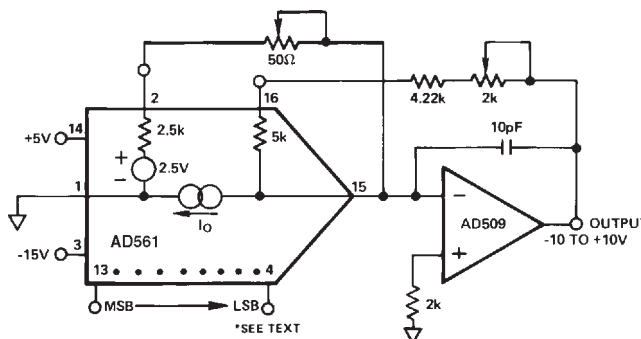 50Ω
2
16
4.22k
2k
14
+5V
2.5k
5k
10pF
+
2.5V
-
1
15
-
I₀
AD509
OUTPUT
-10 TO +10V
AD561
3
-15V
+
13
4
MSB
LSB
2k
*SEE TEXT